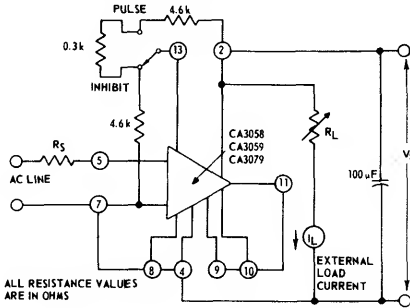 PULSE
4.6k
0.3k
13
2
INHIBIT
4.6k
RS
5
CA3058
CA3059
CA3079
RL
100 μF
V
AC LINE
11
7
IL
8
4
9
10
EXTERNAL
LOAD
CURRENT
ALL RESISTANCE VALUES
ARE IN OHMS